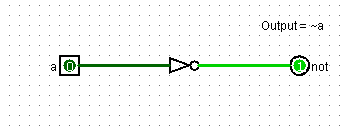 Output = ~a
a 0 1 not